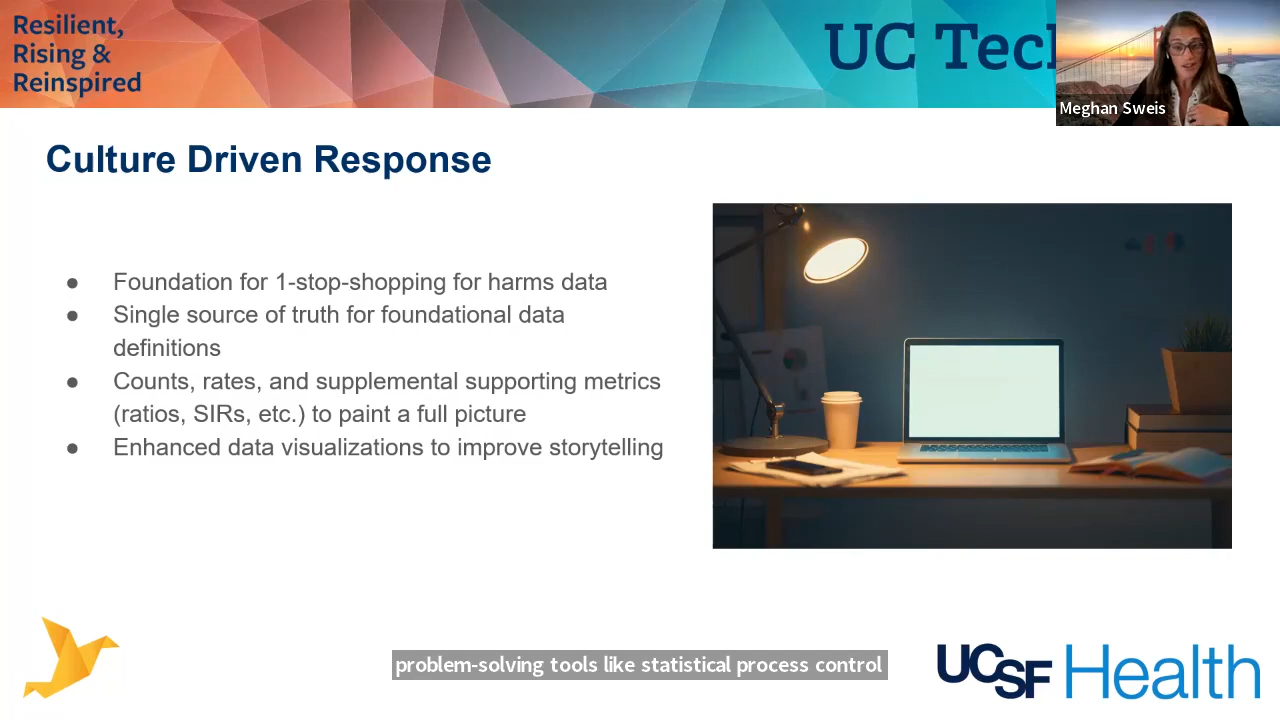 Resilient,
Rising &
Reinspired
UC Tech
Meghan Sweis
Culture Driven Response
● Foundation for 1-stop-shopping for harms data
● Single source of truth for foundational data
definitions
● Counts, rates, and supplemental supporting metrics
(ratios, SIRs, etc.) to paint a full picture
● Enhanced data visualizations to improve storytelling
problem-solving tools like statistical process control
UCSF Health